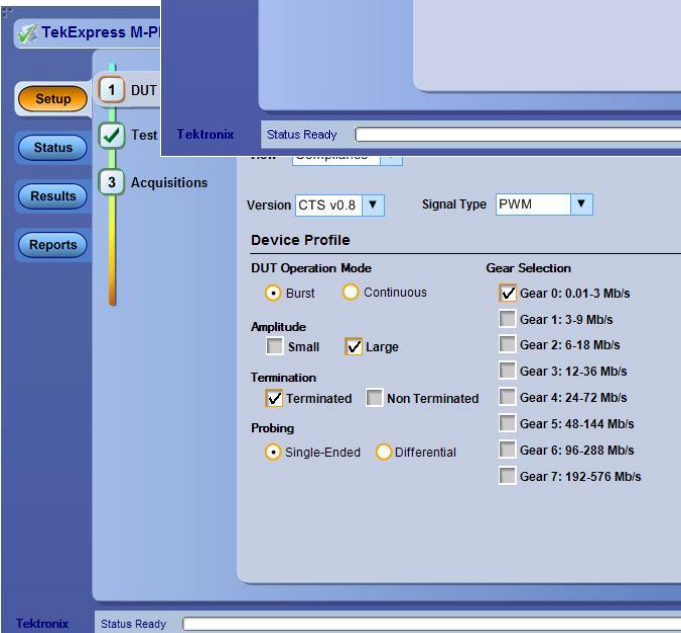 TekExpress M-P
Setup
Status
Results
Reports
1 DUT
Test
3 Acquisitions
Tektronix Status Ready
View Compliance
Version CTS v0.8 Signal Type PWM
Device Profile
DUT Operation Mode Gear Selection
Burst Continuous Gear 0: 0.01-3 Mb/s
Gear 1: 3-9 Mb/s
Amplitude
Small Large Gear 2: 6-18 Mb/s
Gear 3: 12-36 Mb/s
Termination
Terminated Non Terminated Gear 4: 24-72 Mb/s
Probing Gear 5: 48-144 Mb/s
Single-Ended Differential Gear 6: 96-288 Mb/s
Gear 7: 192-576 Mb/s
Tektronix Status Ready